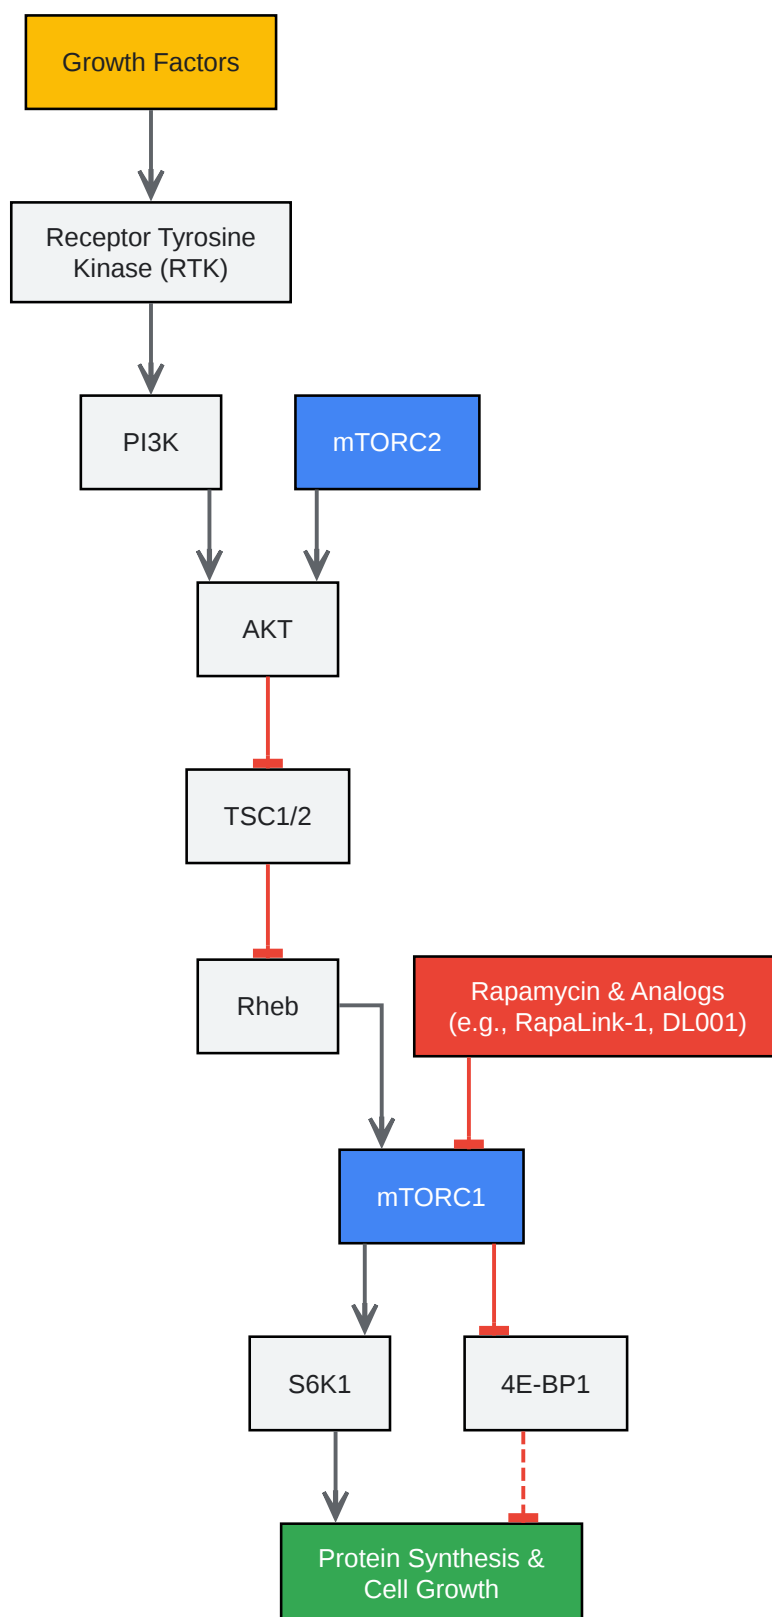 Growth Factors
Receptor Tyrosine
Kinase (RTK)
PI3K
mTORC2
AKT
TSC1/2
Rheb
Rapamycin & Analogs
(e.g., RapaLink-1, DL001)
mTORC1
S6K1
4E-BP1
Protein Synthesis &
Cell Growth